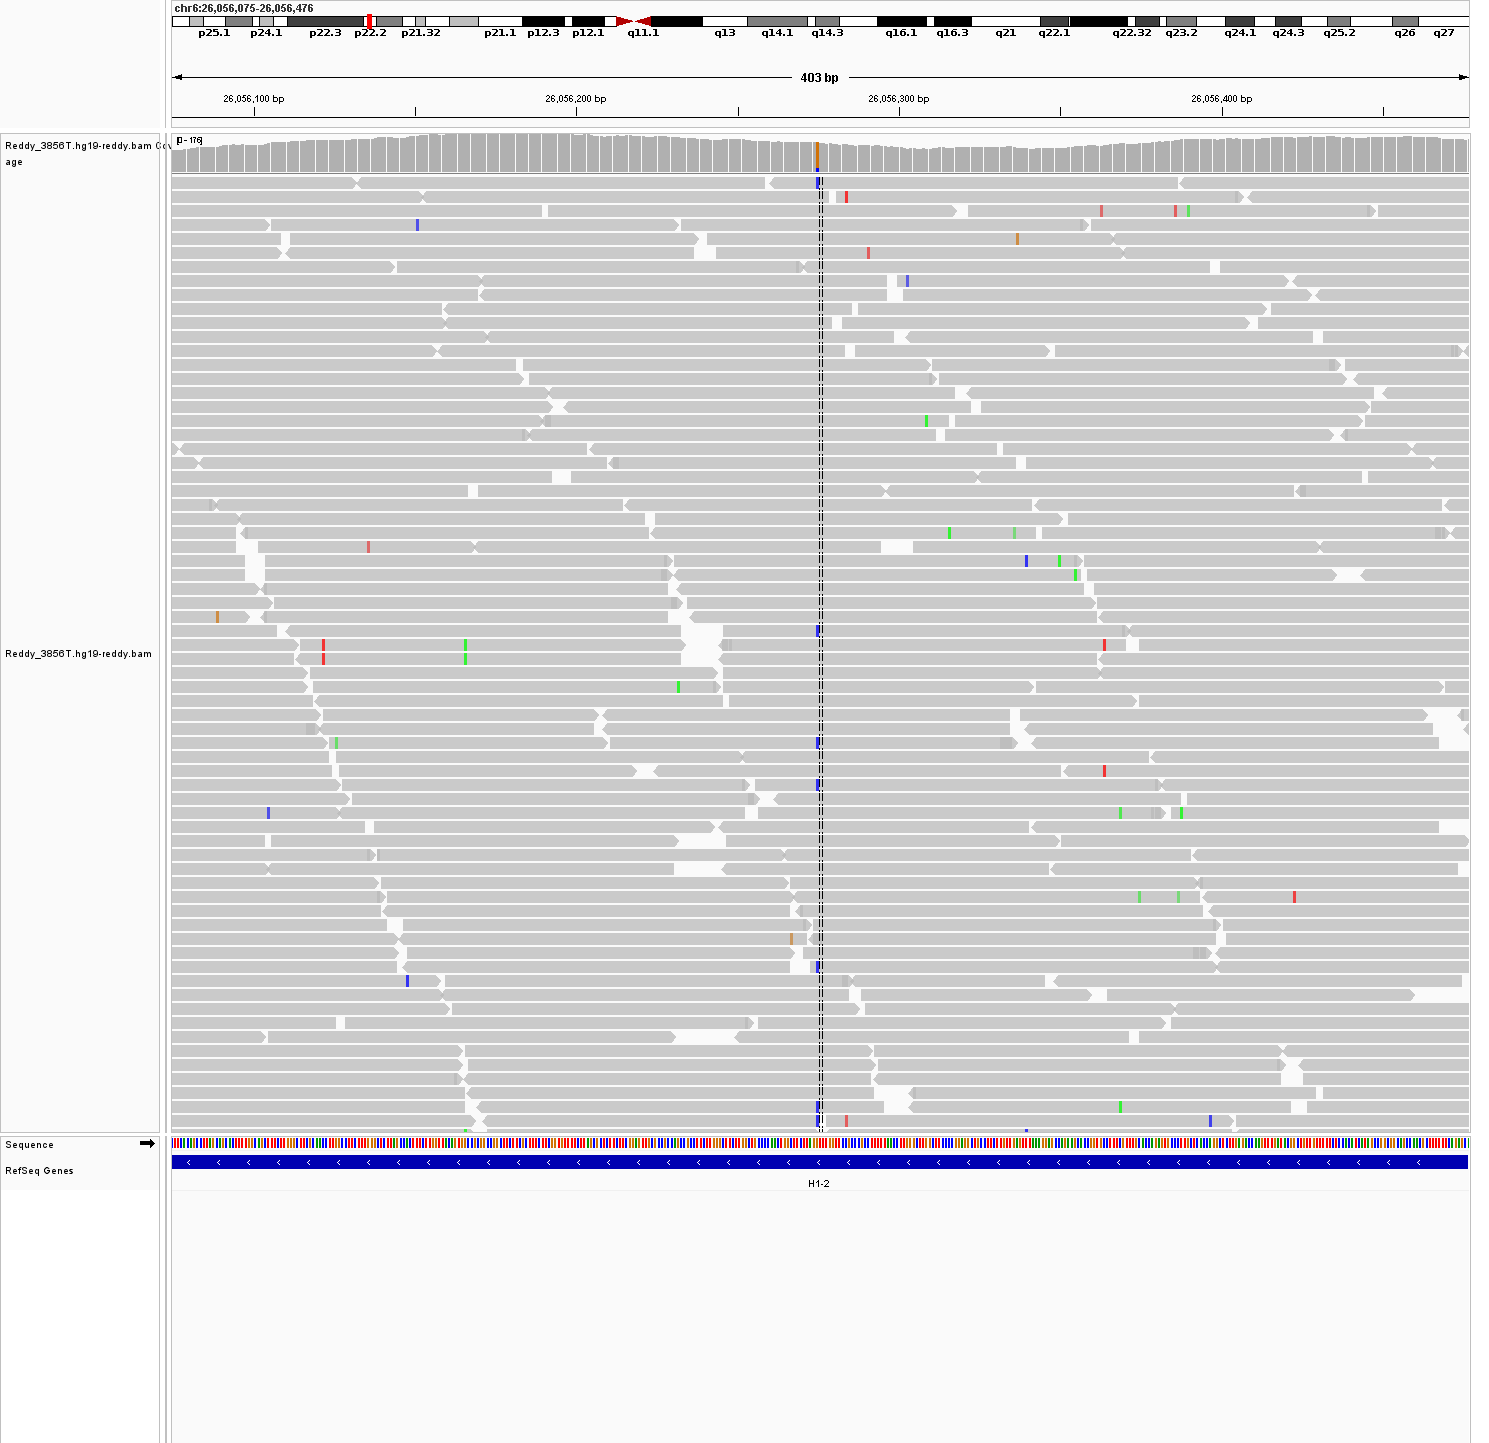 chr6:26,056,075-26,056,476
p25.1 p24.1 p22.3 p22.2 p21.32 p21.1 p12.3 p12.1 q11.1 q13 q14.1 q14.3 q16.1 q16.3 q21 q22.1 q22.32 q23.2 q24.1 q24.3 q25.2 q26 q27
403 bp
26,056,100 bp 26,056,200 bp 26,056,300 bp 26,056,400 bp
[0 - 176]
Reddy_3856T.hg19-reddy.bam Cov
age
Reddy_3856T.hg19-reddy.bam
Sequence
RefSeq Genes
H1-2